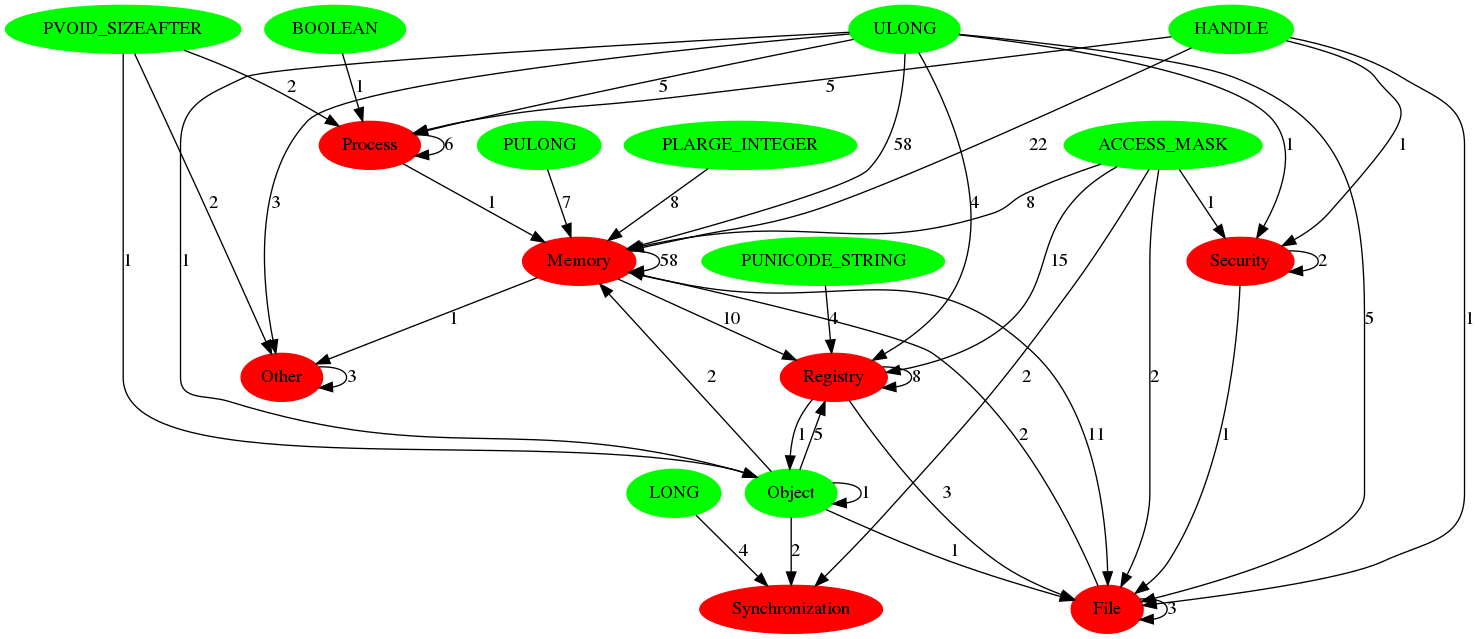 PVOID_SIZEAFTER BOOLEAN ULONG HANDLE
2 1 5 5
Process 6 PULONG PLARGE_INTEGER 58 22 ACCESS_MASK 1 1
3 2 1 7 8 4 8 1
1 1 Memory 58 PUNICODE_STRING 15 Security 2
1 10 4 5 1
Other 3 2 Registry 8 2 2
1 5 3 2 11 1
LONG Object 1
4 2 1
Synchronization File 3